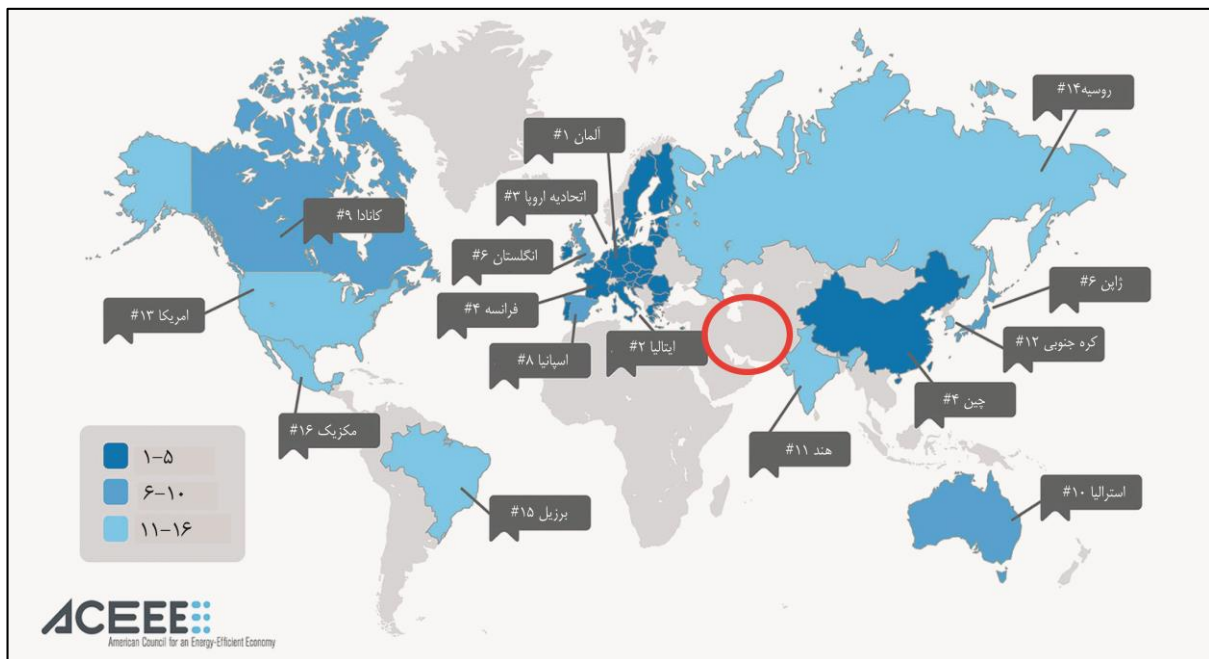 روسیه۱۴#
آلمان ۱#
اتحادیه اروپا ۳#
کانادا ۹#
انگلستان ۶#
ژاپن ۶#
فرانسه ۴#
امریکا ۱۳#
کره جنوبی ۱۲#
ایتالیا ۲#
اسپانیا ۸#
چین ۴#
مکزیک ۱۶#
هند ۱۱#
استرالیا ۱۰#
برزیل ۱۵#
۱-۵
۶-۱۰
۱۱-۱۶
ACEEE
American Council for an Energy-Efficient Economy